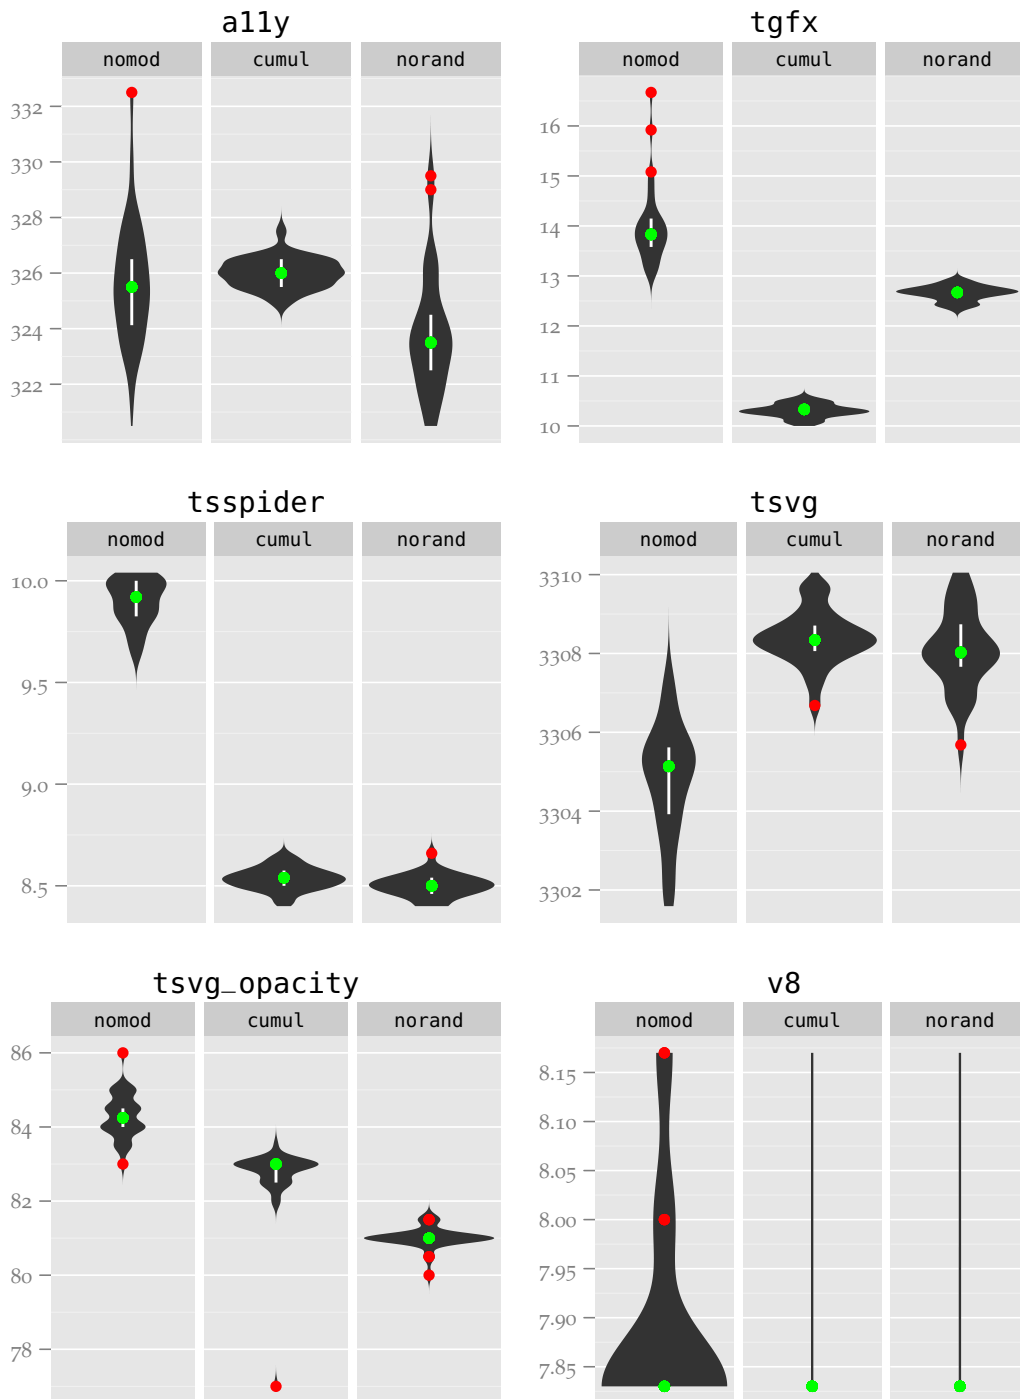 a11y
nomod cumul norand
332
330
328
326
324
322
tgfx
nomod cumul norand
16
15
14
13
12
11
10
tsspider
nomod cumul norand
10.0
9.5
9.0
8.5
tsvg
nomod cumul norand
3310
3308
3306
3304
3302
tsvg_opacity
nomod cumul norand
86
84
82
80
78
v8
nomod cumul norand
8.15
8.10
8.05
8.00
7.95
7.90
7.85